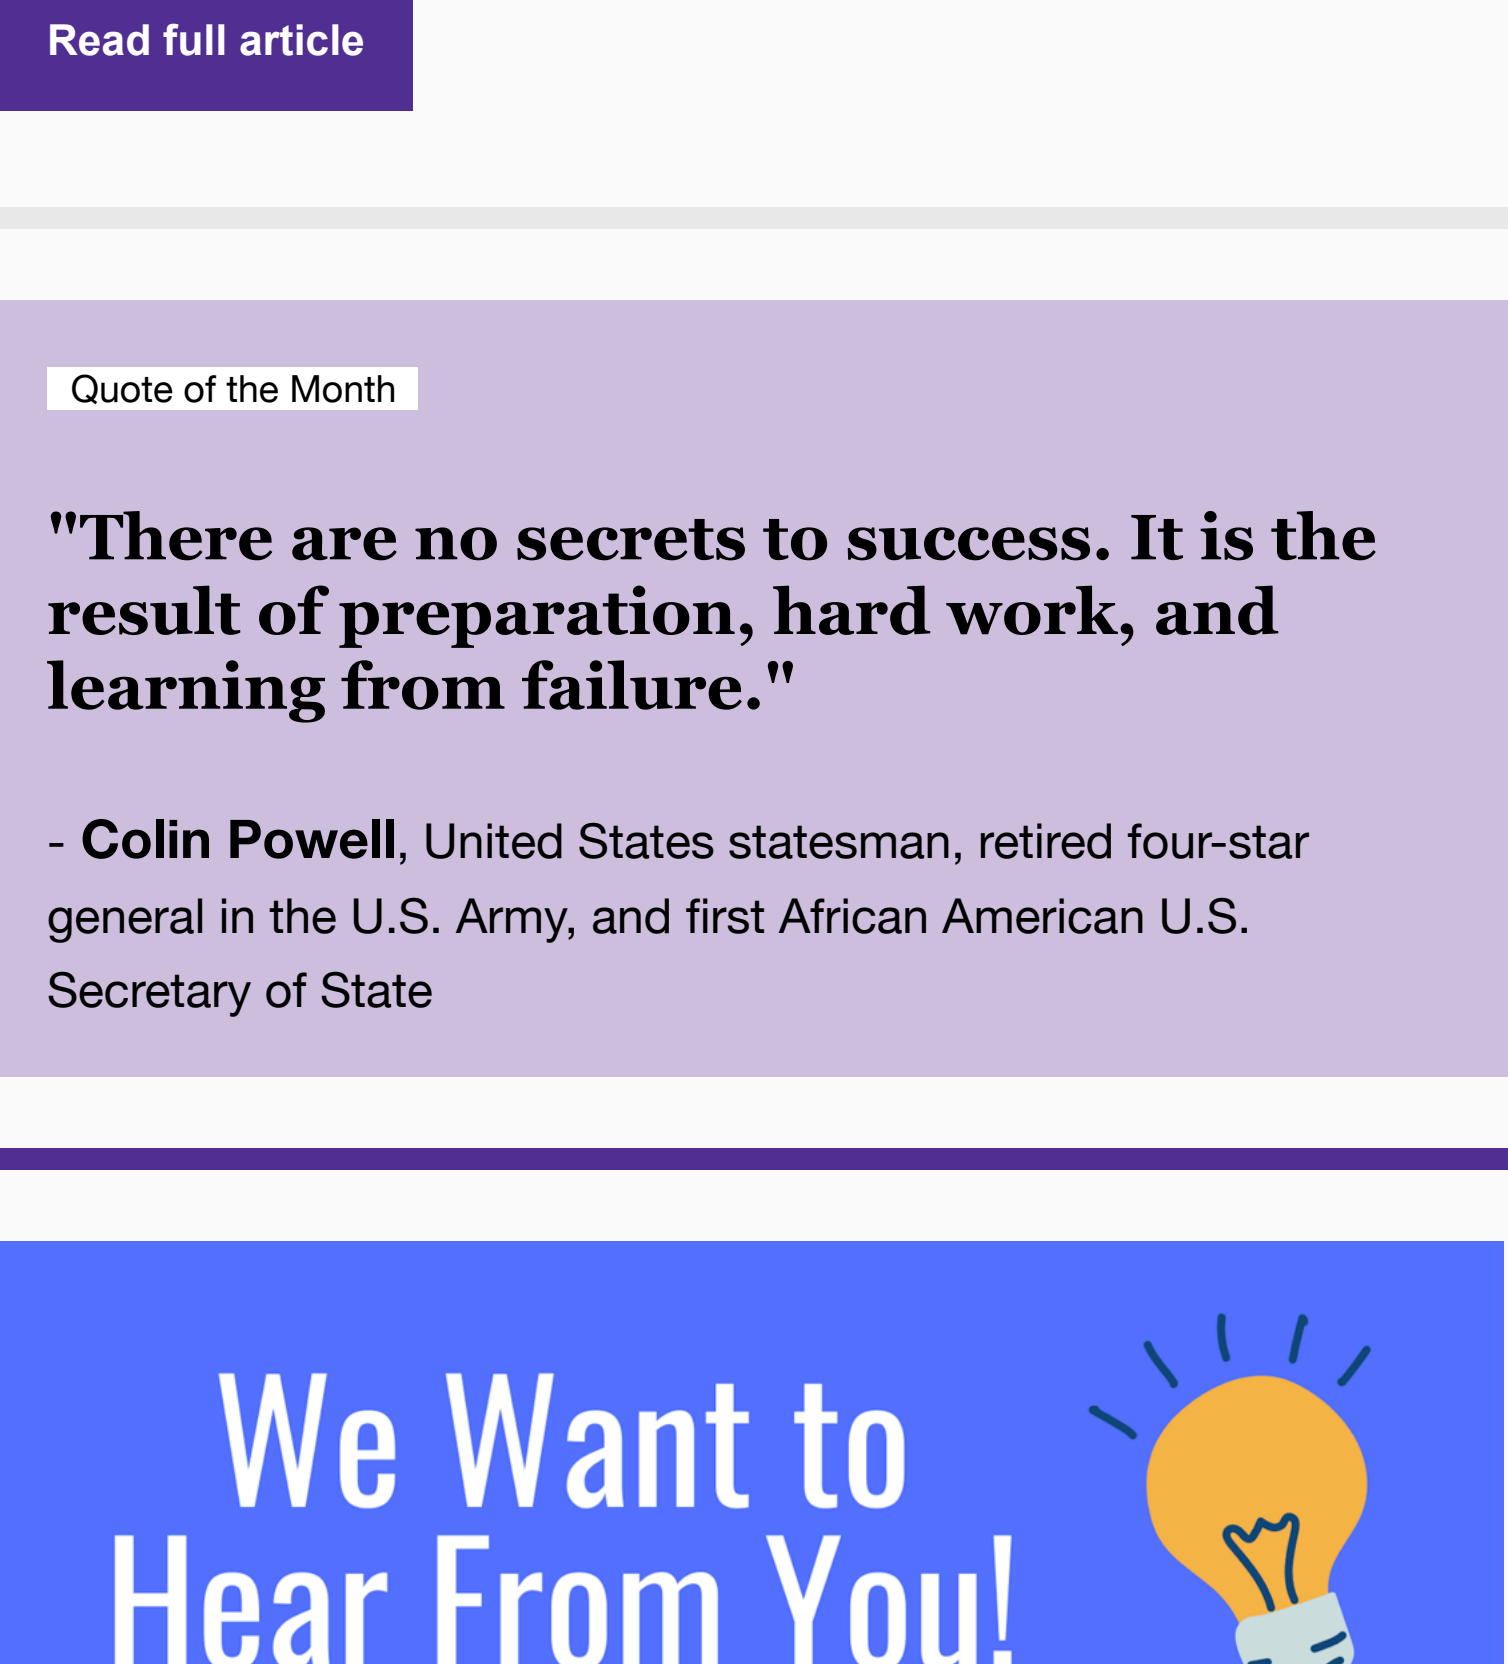 Read full article
Quote of the Month
"There are no secrets to success. It is the
result of preparation, hard work, and
learning from failure."
- Colin Powell, United States statesman, retired four-star
general in the U.S. Army, and first African American U.S.
Secretary of State
We Want to
Hear From You!